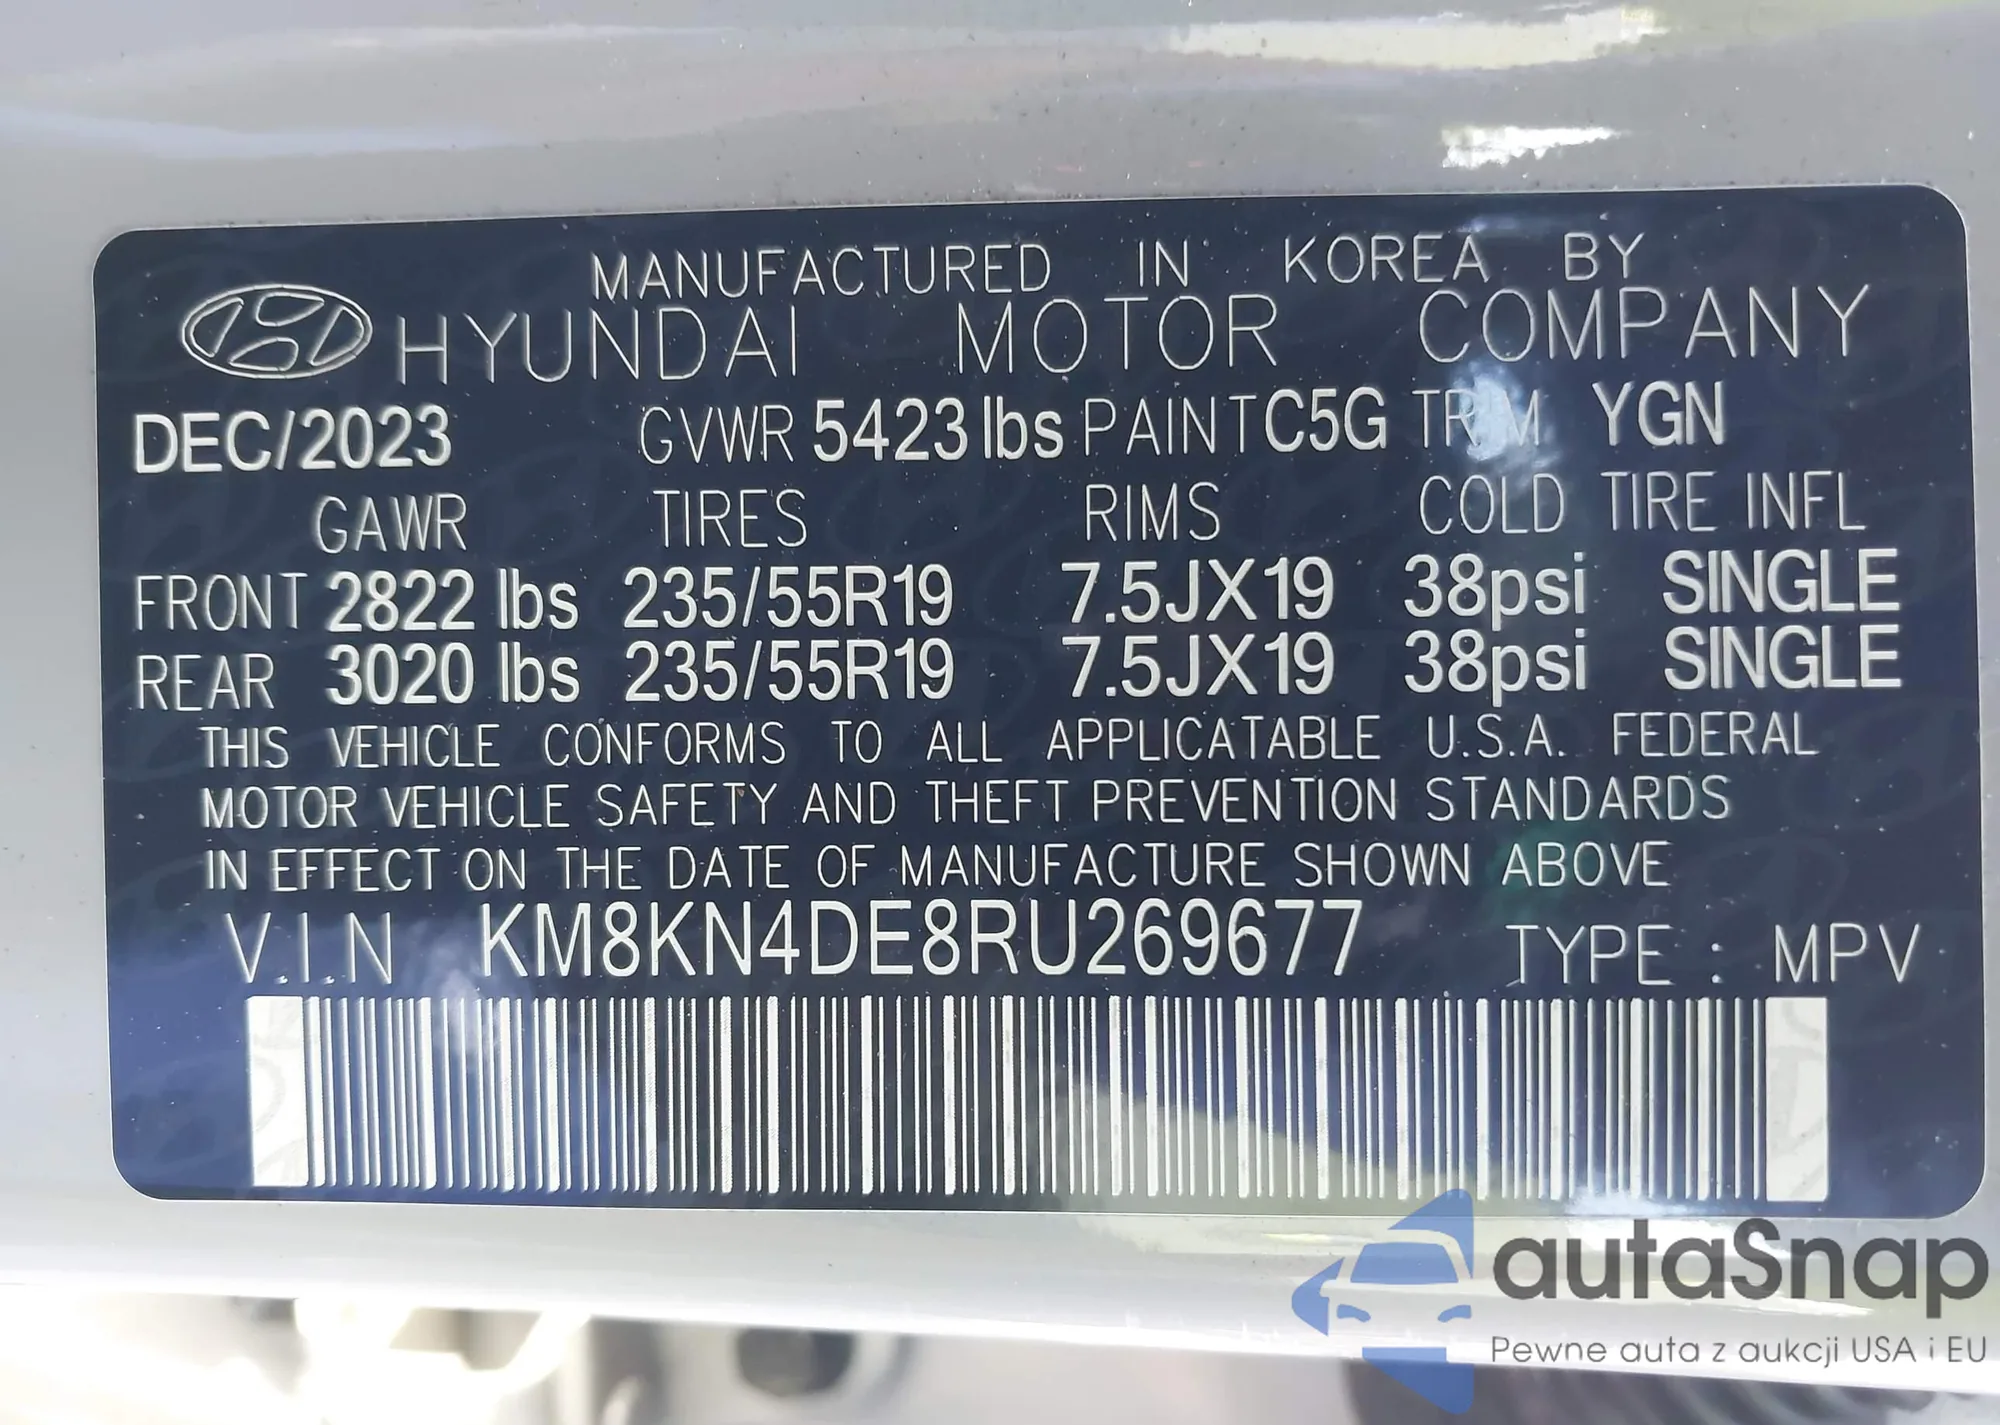 MANUFACTURED IN KOREA BY
HYUNDAI MOTOR COMPANY
DEC/2023 GVWR 5423 lbs PAINT C5G TRIM YGN
GAWR TIRES RIMS COLD TIRE INFL
FRONT 2822 lbs 235/55R19 7.5JX19 38psi SINGLE
REAR 3020 lbs 235/55R19 7.5JX19 38psi SINGLE
THIS VEHICLE CONFORMS TO ALL APPLICATABLE U.S.A. FEDERAL
MOTOR VEHICLE SAFETY AND THEFT PREVENTION STANDARDS
IN EFFECT ON THE DATE OF MANUFACTURE SHOWN ABOVE
V.I.N KM8KN4DE8RU269677 TYPE : MPV
autaSnap
Pewne auta z aukcji USA i EU